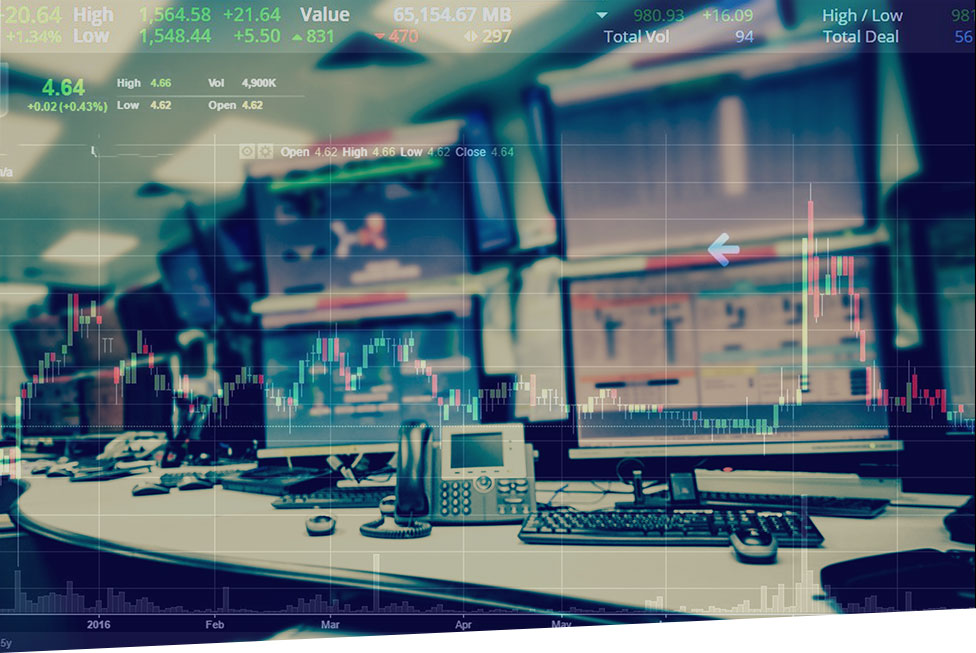 -20.64 High 1,564.58 +21.64 Value 65,154.67 MB 980.93 +16.09 High / Low 98
+1.34% Low 1,548.44 +5.50 831 470 297 Total Vol 94 Total Deal 56
4.64 High 4.66 Vol 4,900K
+0.02 (+0.43%) Low 4.62 Open 4.62
Open 4.62 High 4.66 Low 4.62 Close 4.64
n/a
2016 Feb Mar Apr May
5y